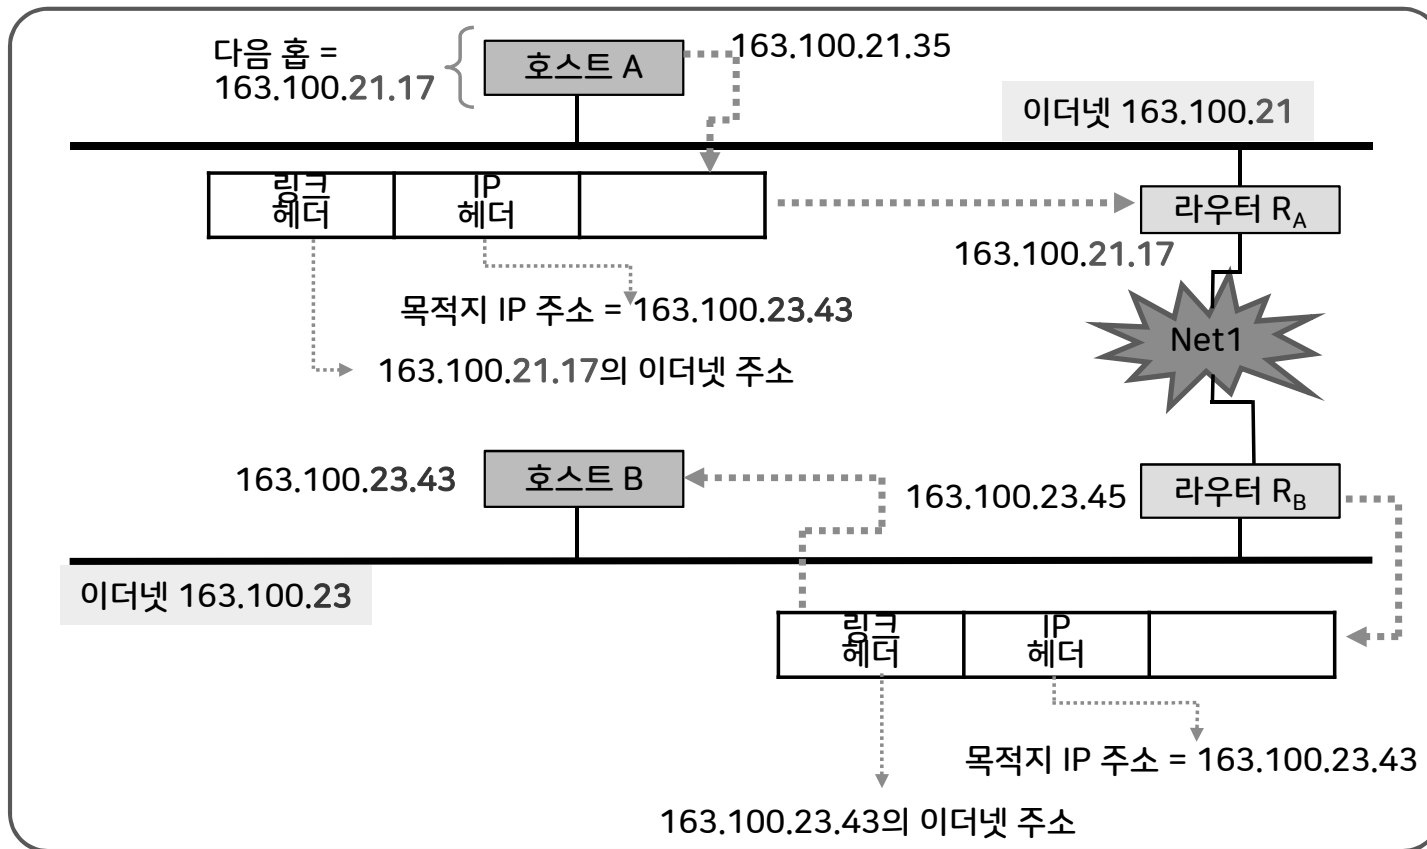 다음 홉 =
163.100.21.17
호스트 A
163.100.21.35
이더넷 163.100.21
링크
헤더
IP
헤더
라우터 RA
163.100.21.17
목적지 IP 주소 = 163.100.23.43
Net1
163.100.21.17의 이더넷 주소
163.100.23.43
호스트 B
163.100.23.45
라우터 RB
이더넷 163.100.23
링크
헤더
IP
헤더
목적지 IP 주소 = 163.100.23.43
163.100.23.43의 이더넷 주소